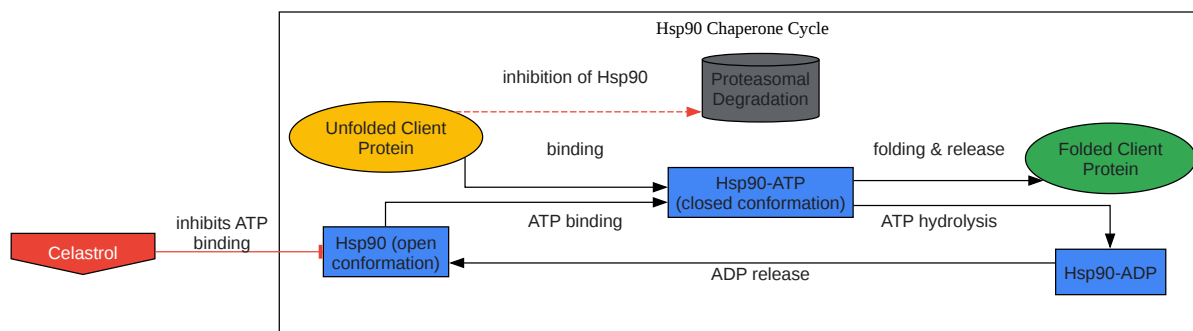 Hsp90 Chaperone Cycle
inhibition of Hsp90
Proteasomal
Degradation
Unfolded Client
Protein
binding
folding & release
Folded Client
Protein
Hsp90-ATP
(closed conformation)
ATP binding
ATP hydrolysis
inhibits ATP
binding
Celastrol
Hsp90 (open
conformation)
ADP release
Hsp90-ADP